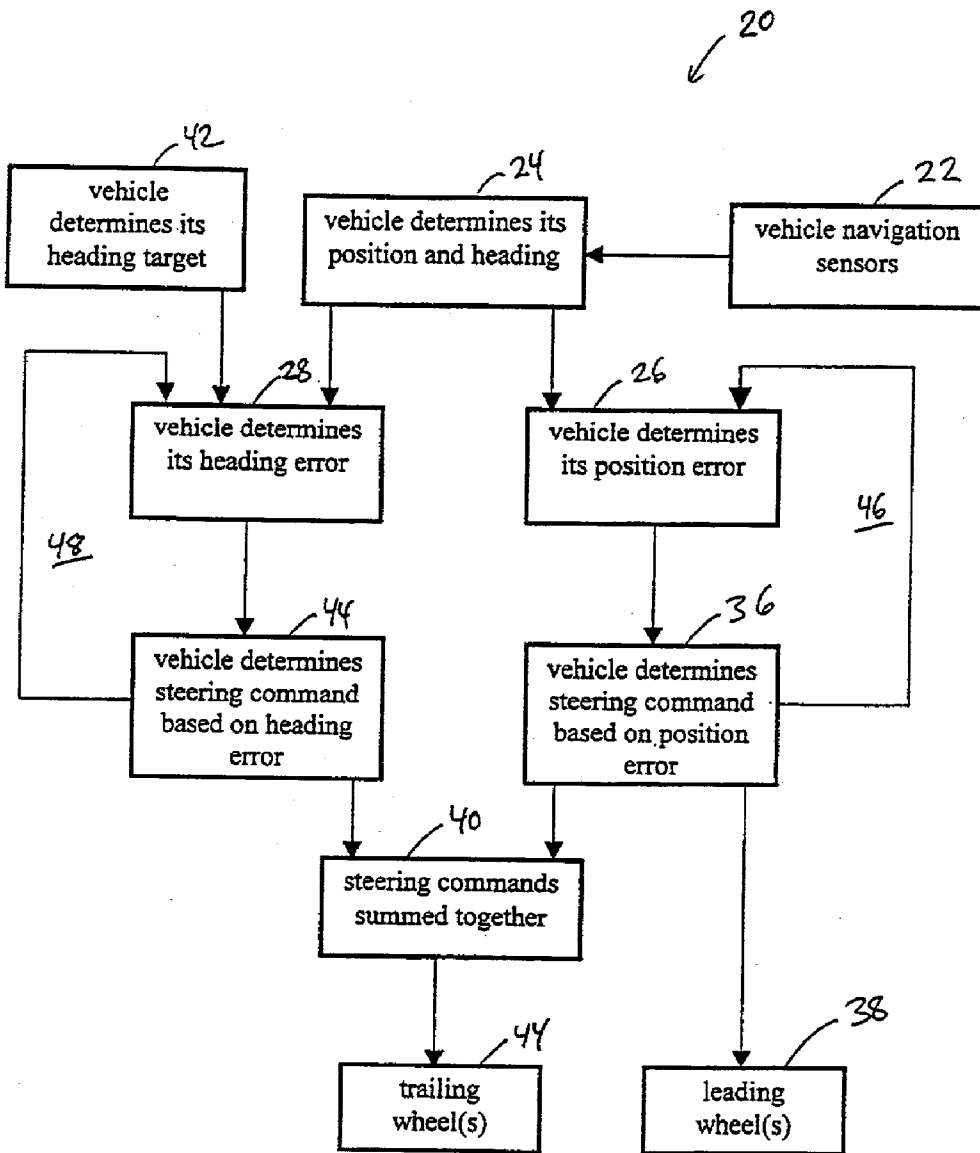 20
42
24
22
vehicle
determines its
heading target
vehicle determines its
position and heading
vehicle navigation
sensors
28
26
vehicle determines
its heading error
vehicle determines
its position error
48
46
44
36
vehicle determines
steering command
based on heading
error
vehicle determines
steering command
based on position
error
40
steering commands
summed together
44
38
trailing
wheel(s)
leading
wheel(s)